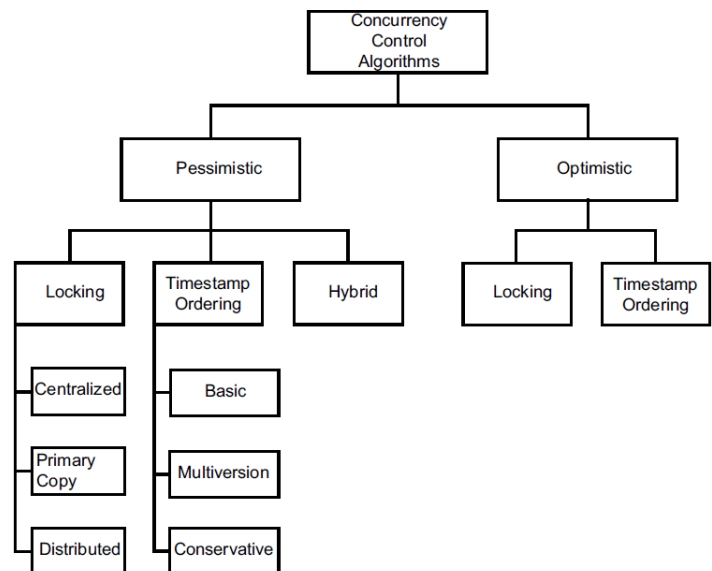 Concurrency
Control
Algorithms
Pessimistic
Optimistic
Locking
Timestamp
Ordering
Hybrid
Locking
Timestamp
Ordering
Centralized
Basic
Primary
Copy
Multiversion
Distributed
Conservative